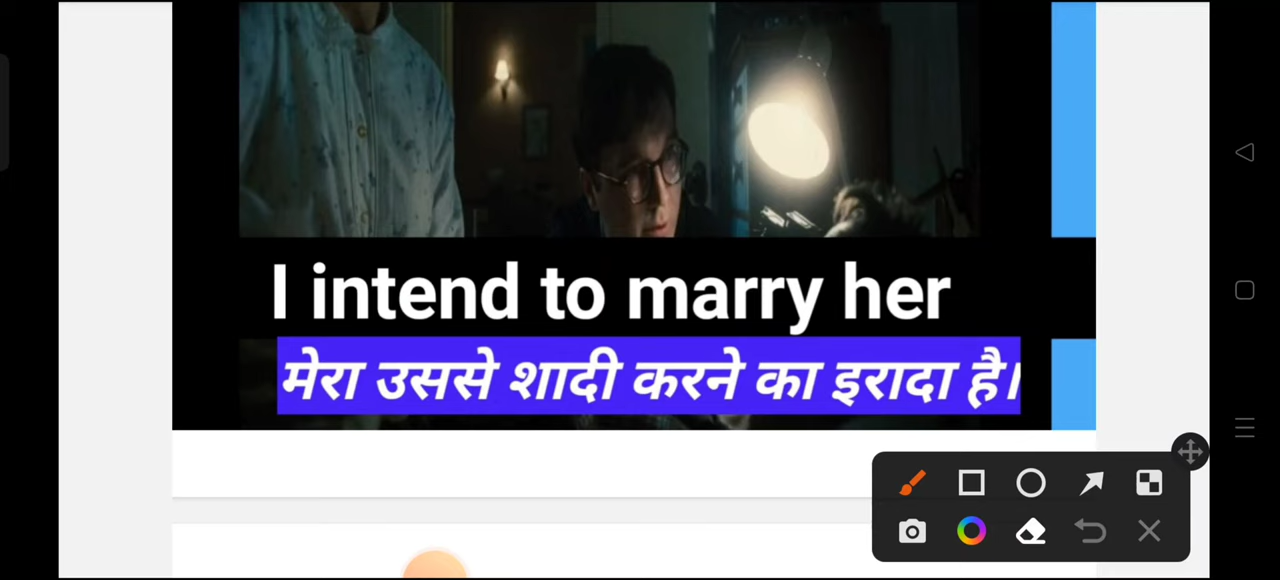 I intend to marry her
मेरा उससे शादी करने का इरादा है।